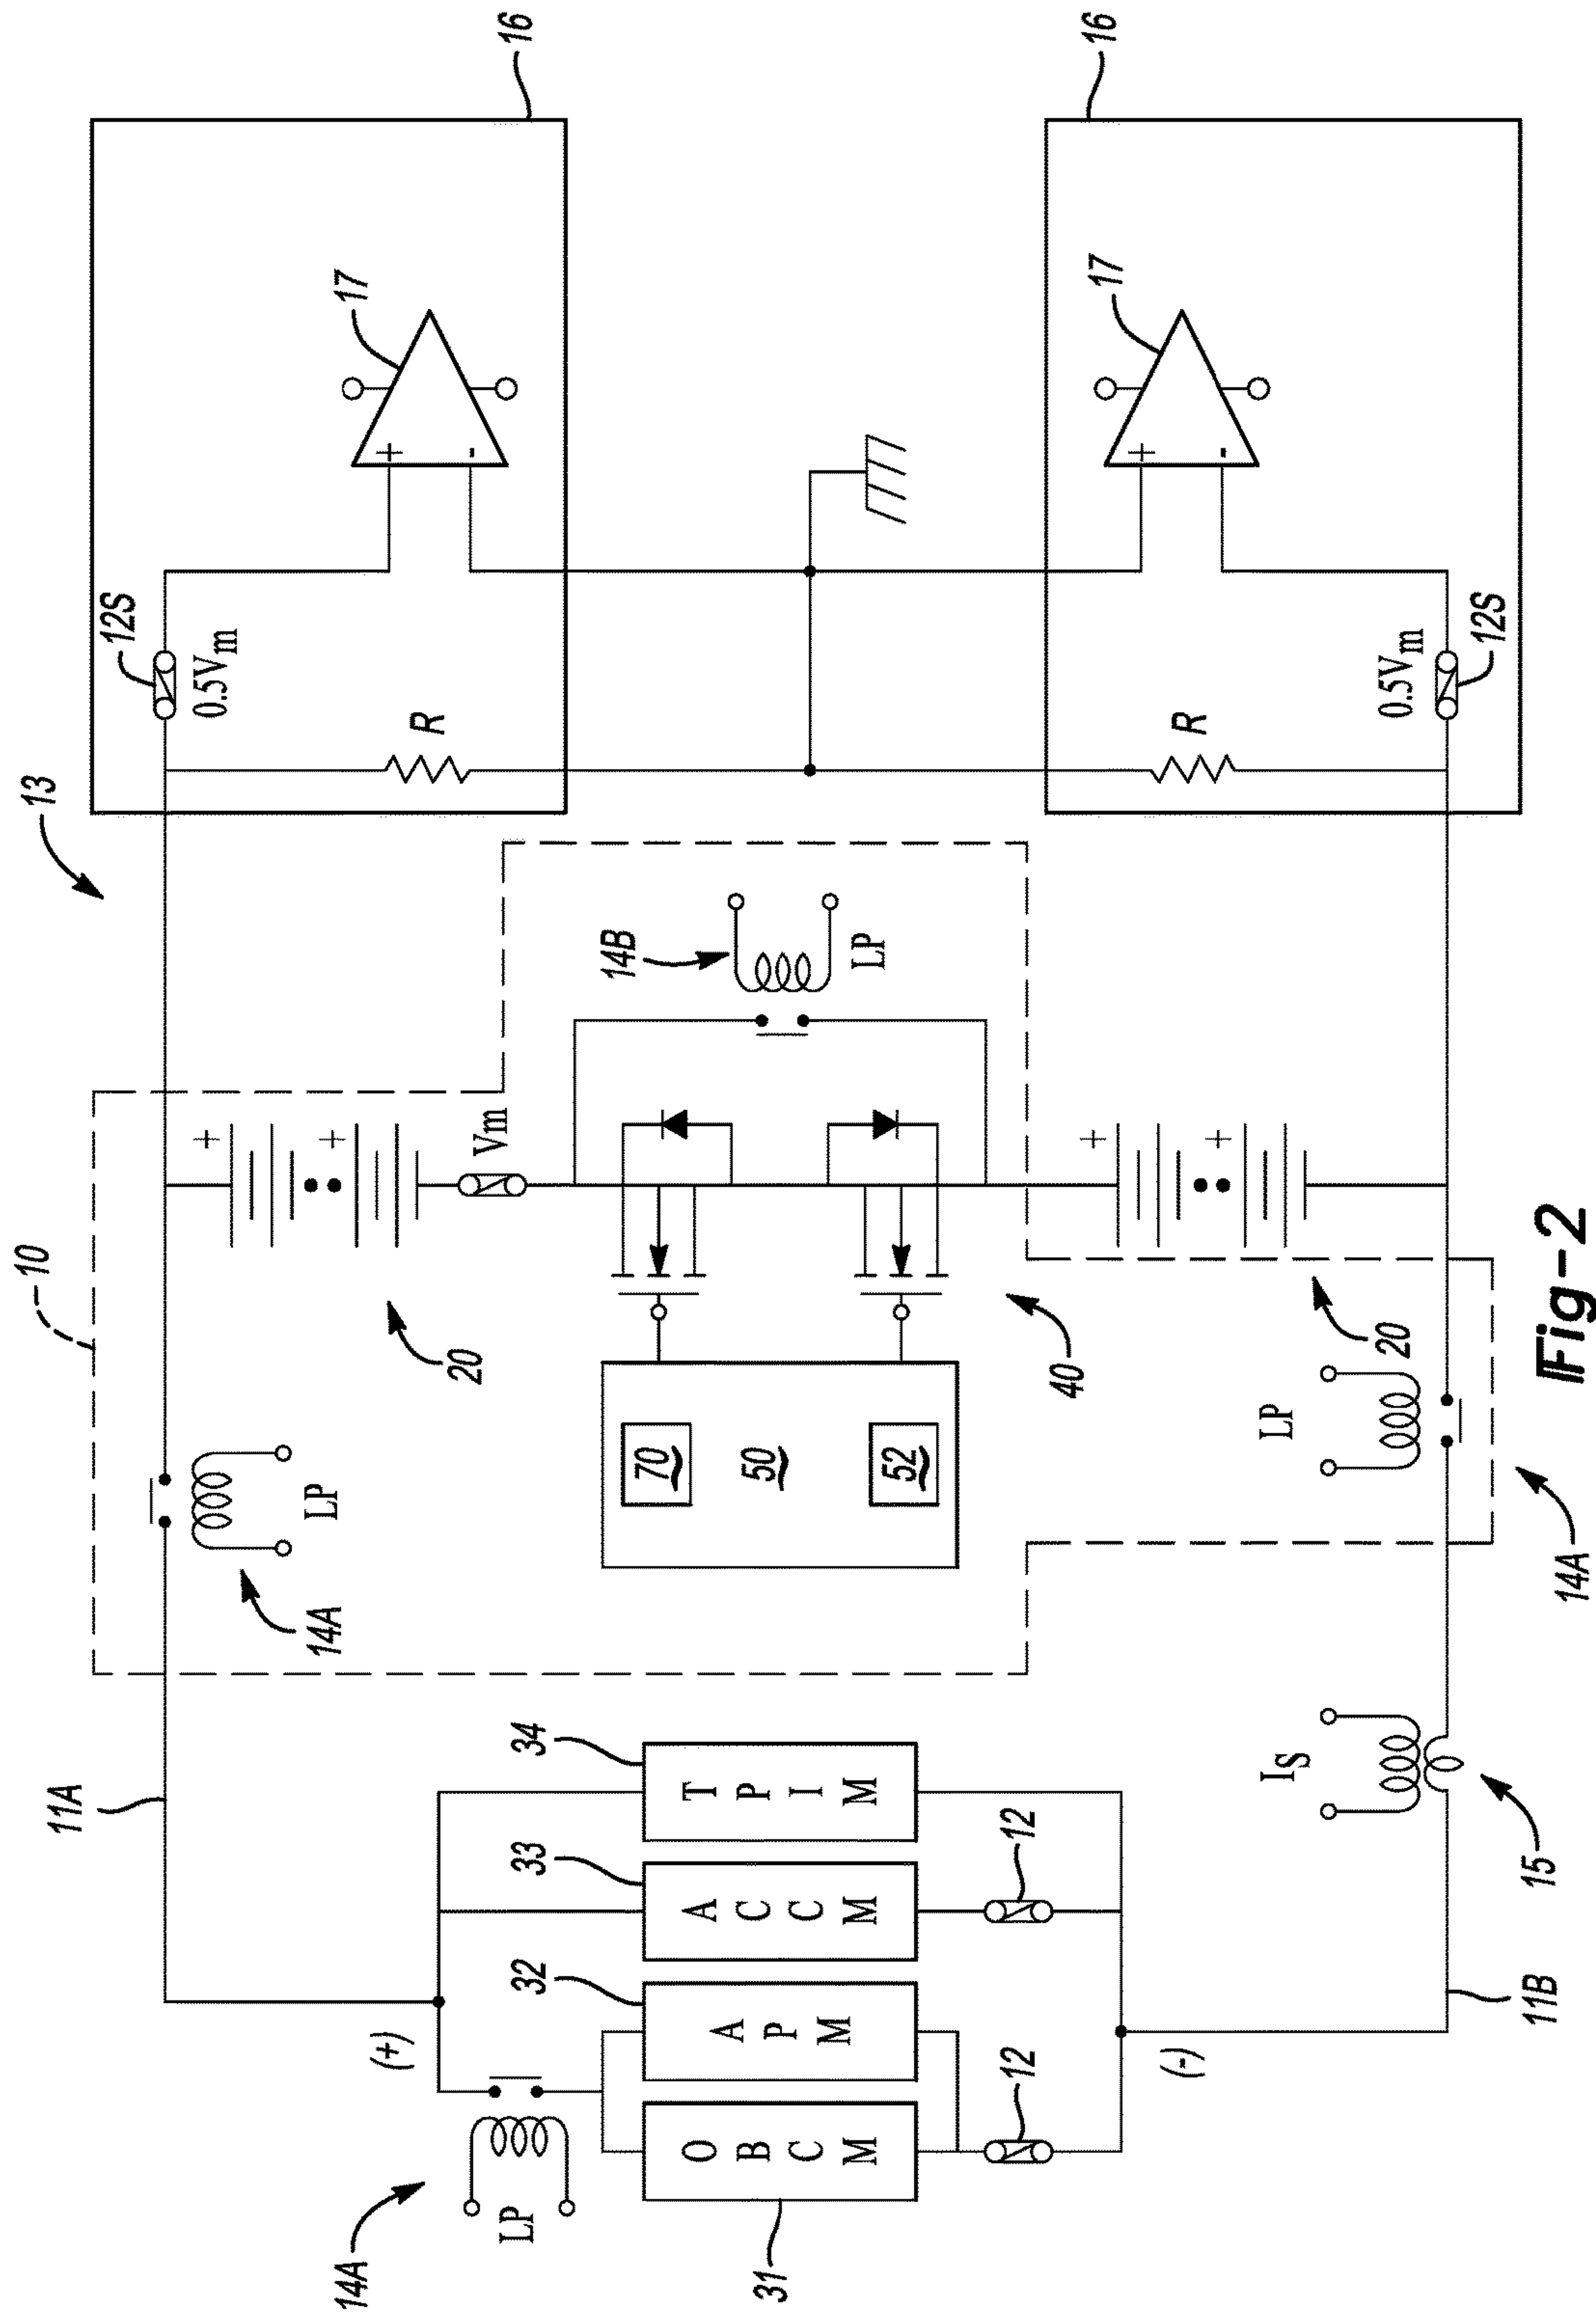 13
16
12S
0.5Vm
17
+
-
R
16
17
+
-
R
0.5Vm
12S
10
+
+
20
Vm
14B
LP
70
50
52
40
+
+
20
14A
LP
LP
14A
11A
(+)
14A
LP
34
T
P
I
M
33
A
C
C
M
12
32
A
P
M
31
O
B
C
M
12
(-)
IS
15
11B
Fig-2